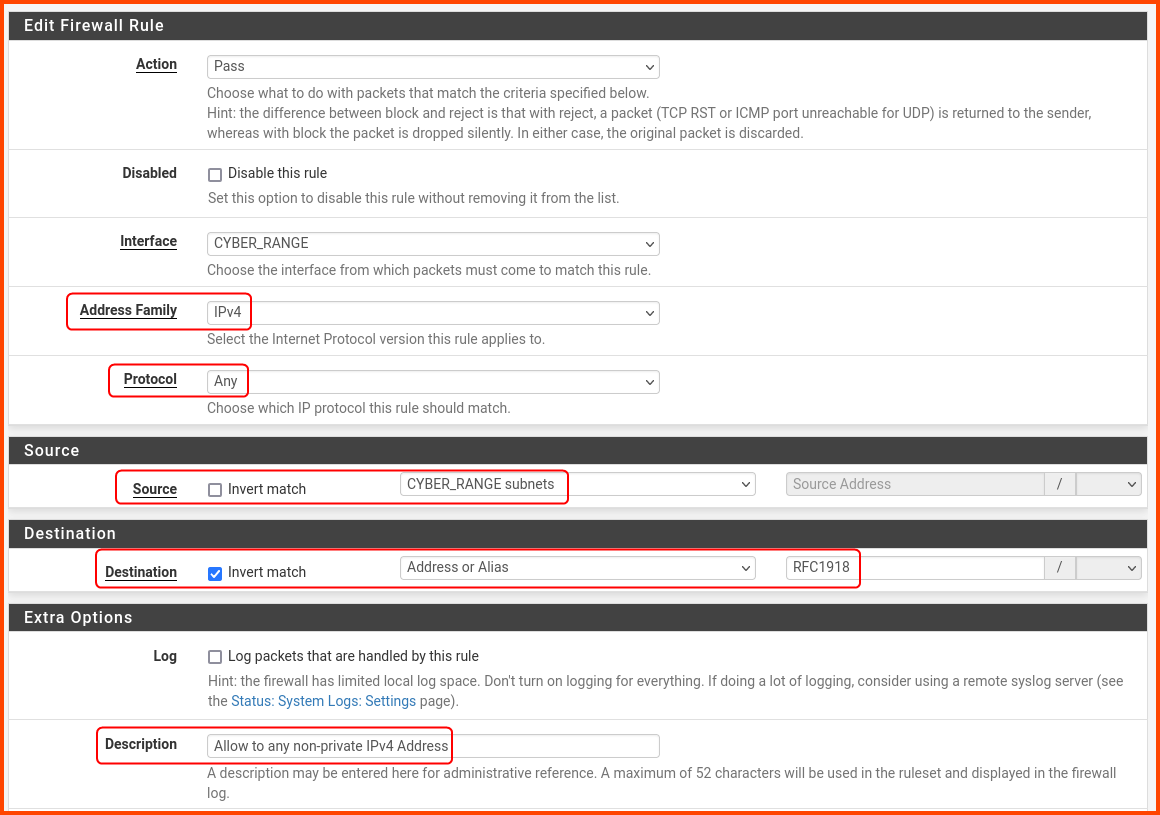 Edit Firewall Rule
Action
Pass
Choose what to do with packets that match the criteria specified below.
Hint: the difference between block and reject is that with reject, a packet (TCP RST or ICMP port unreachable for UDP) is returned to the sender,
whereas with block the packet is dropped silently. In either case, the original packet is discarded.
Disabled
Disable this rule
Set this option to disable this rule without removing it from the list.
Interface
CYBER_RANGE
Choose the interface from which packets must come to match this rule.
Address Family
IPv4
Select the Internet Protocol version this rule applies to.
Protocol
Any
Choose which IP protocol this rule should match.
Source
Source
Invert match
CYBER_RANGE subnets
Source Address
/
Destination
Destination
Invert match
Address or Alias
RFC1918
/
Extra Options
Log
Log packets that are handled by this rule
Hint: the firewall has limited local log space. Don't turn on logging for everything. If doing a lot of logging, consider using a remote syslog server (see
the Status: System Logs: Settings page).
Description
Allow to any non-private IPv4 Address
A description may be entered here for administrative reference. A maximum of 52 characters will be used in the ruleset and displayed in the firewall
log.